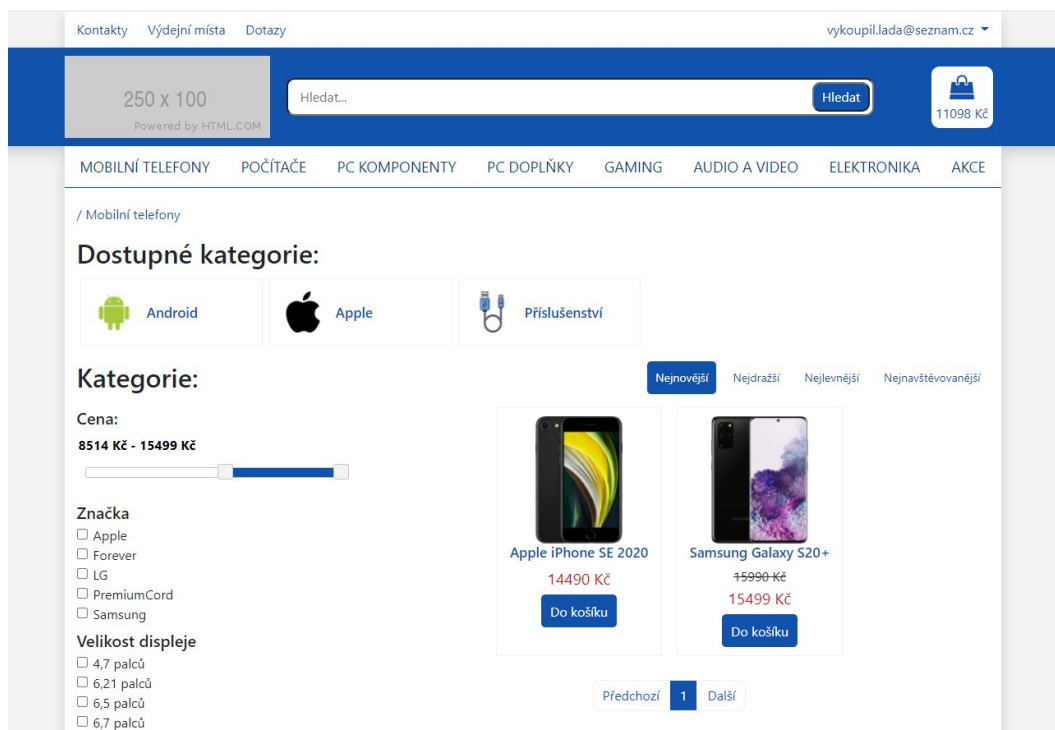 Kontakty Výdejní místa Dotazy vykoupil.lada@seznam.cz
250 x 100
Powered by HTML.COM
Hledat... Hledat
11098 Kč
MOBILNÍ TELEFONY POČÍTAČE PC KOMPONENTY PC DOPLŇKY GAMING AUDIO A VIDEO ELEKTRONIKA AKCE
/ Mobilní telefony
Dostupné kategorie:
Android Apple Příslušenství
Kategorie:
Nejnovější Nejdražší Nejlevnější Nejnavštěvovanější
Cena:
8514 Kč - 15499 Kč
Značka
Apple
Forever
LG
PremiumCord
Samsung
Velikost displeje
4,7 palců
6,21 palců
6,5 palců
6,7 palců
Apple iPhone SE 2020
14490 Kč
Do košíku
Samsung Galaxy S20+
15990 Kč
15499 Kč
Do košíku
Předchozí 1 Další